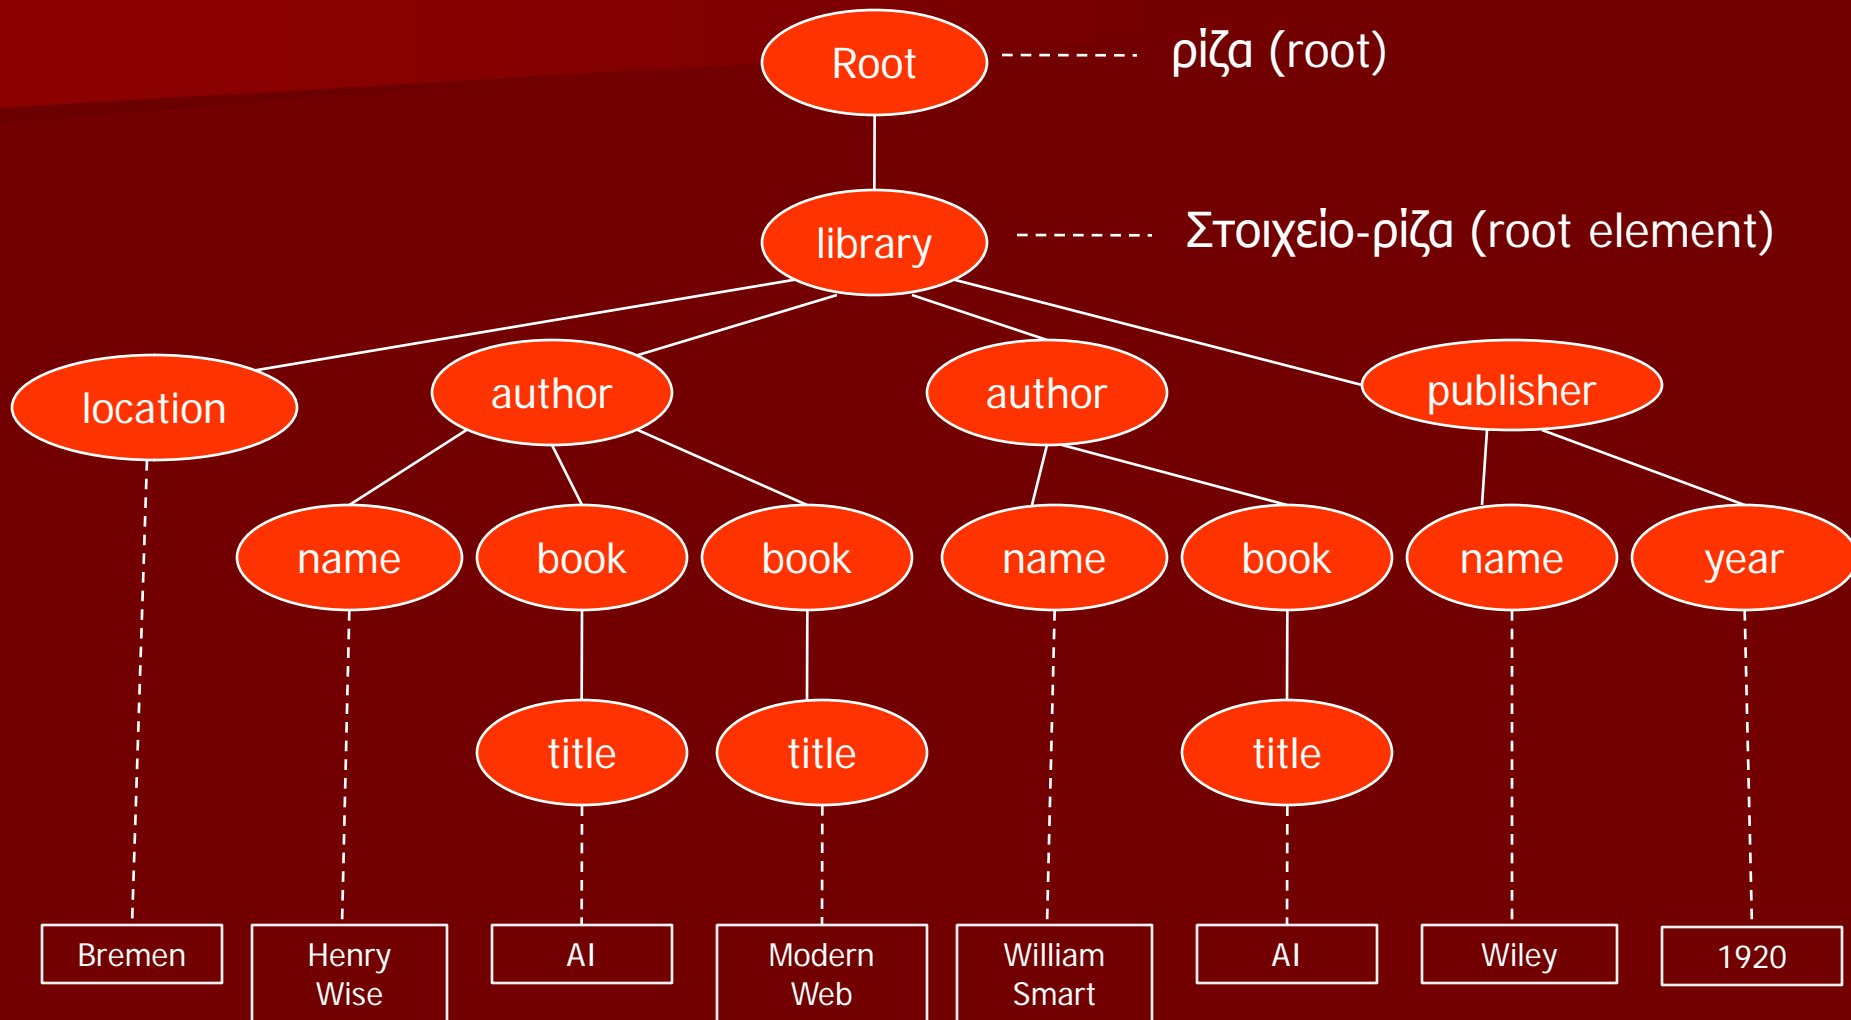 Root
ρίζα (root)
library
Στοιχείο-ρίζα (root element)
location
author
author
publisher
name
book
book
name
book
name
year
title
title
title
Bremen
Henry
Wise
AI
Modern
Web
William
Smart
AI
Wiley
1920